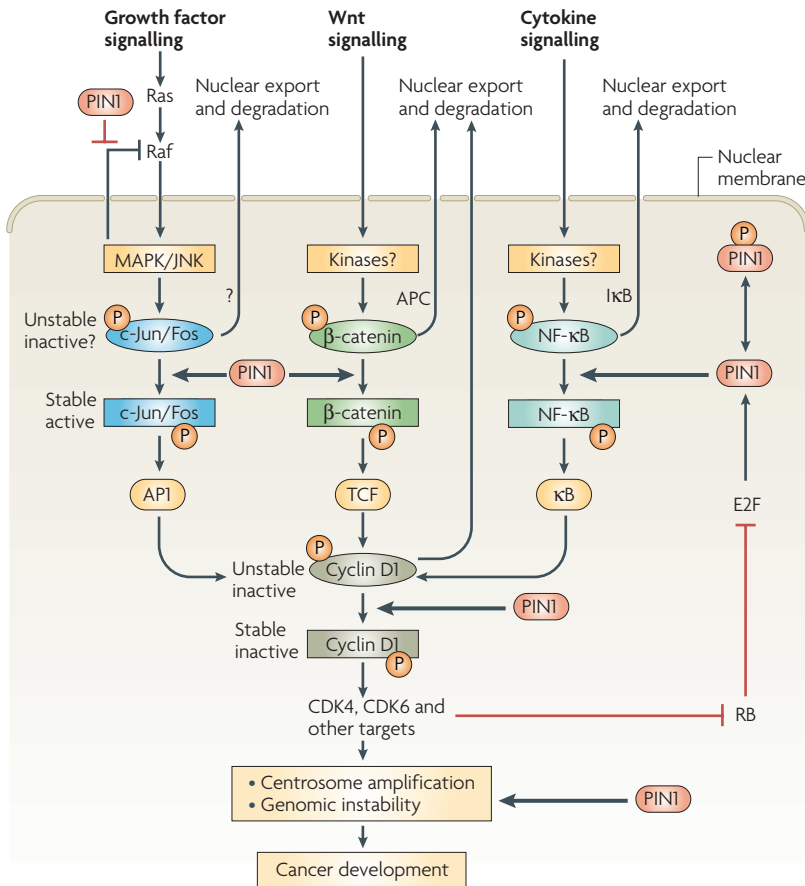 Growth factor
signalling
Wnt
signalling
Cytokine
signalling
Nuclear export
and degradation
Nuclear export
and degradation
Nuclear export
and degradation
PIN1
Ras
Raf
Nuclear
membrane
P
PIN1
MAPK/JNK
Kinases?
Kinases?
?
APC
IκB
P
P
P
Unstable
inactive?
c-Jun/Fos
β-catenin
NF-κB
PIN1
PIN1
Stable
active
c-Jun/Fos
β-catenin
NF-κB
P
P
P
AP1
TCF
κB
E2F
P
Unstable
inactive
Cyclin D1
PIN1
Stable
inactive
Cyclin D1
P
CDK4, CDK6 and
other targets
RB
• Centrosome amplification
• Genomic instability
PIN1
Cancer development